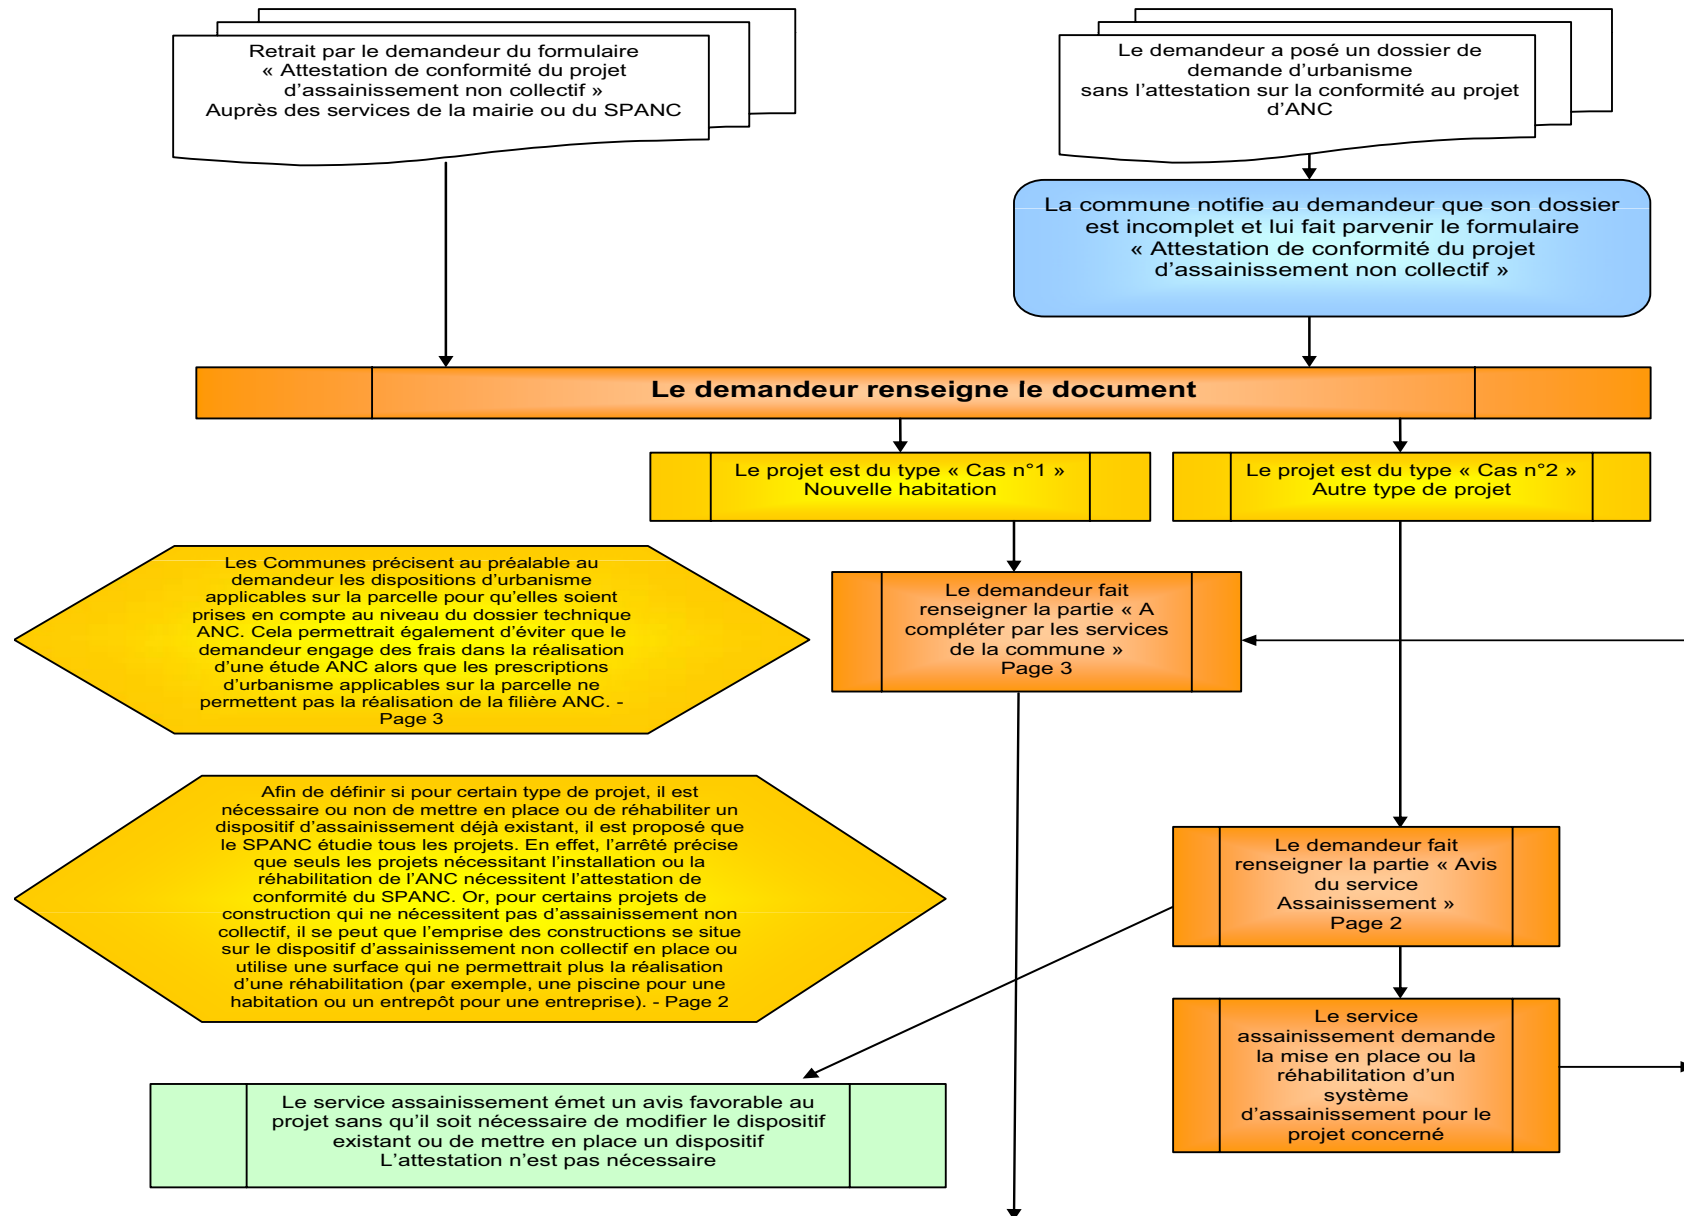 Retrait par le demandeur du formulaire
« Attestation de conformité du projet
d’assainissement non collectif »
Auprès des services de la mairie ou du SPANC
Le demandeur a posé un dossier de
demande d’urbanisme
sans l’attestation sur la conformité au projet
d’ANC
La commune notifie au demandeur que son dossier
est incomplet et lui fait parvenir le formulaire
« Attestation de conformité du projet
d’assainissement non collectif »
Le demandeur renseigne le document
Le projet est du type « Cas n°1 »
Nouvelle habitation
Le projet est du type « Cas n°2 »
Autre type de projet
Les Communes précisent au préalable au
demandeur les dispositions d’urbanisme
applicables sur la parcelle pour qu’elles soient
prises en compte au niveau du dossier technique
ANC. Cela permettrait également d’éviter que le
demandeur engage des frais dans la réalisation
d’une étude ANC alors que les prescriptions
d’urbanisme applicables sur la parcelle ne
permettent pas la réalisation de la filière ANC. -
Page 3
Le demandeur fait
renseigner la partie « A
compléter par les services
de la commune »
Page 3
Afin de définir si pour certain type de projet, il est
nécessaire ou non de mettre en place ou de réhabiliter un
dispositif d’assainissement déjà existant, il est proposé que
le SPANC étudie tous les projets. En effet, l’arrêté précise
que seuls les projets nécessitant l’installation ou la
réhabilitation de l’ANC nécessitent l’attestation de
conformité du SPANC. Or, pour certains projets de
construction qui ne nécessitent pas d’assainissement non
collectif, il se peut que l’emprise des constructions se situe
sur le dispositif d’assainissement non collectif en place ou
utilise une surface qui ne permettrait plus la réalisation
d’une réhabilitation (par exemple, une piscine pour une
habitation ou un entrepôt pour une entreprise). - Page 2
Le demandeur fait
renseigner la partie « Avis
du service
Assainissement »
Page 2
Le service
assainissement demande
la mise en place ou la
réhabilitation d’un
système
d’assainissement pour le
projet concerné
Le service assainissement émet un avis favorable au
projet sans qu’il soit nécessaire de modifier le dispositif
existant ou de mettre en place un dispositif
L’attestation n’est pas nécessaire